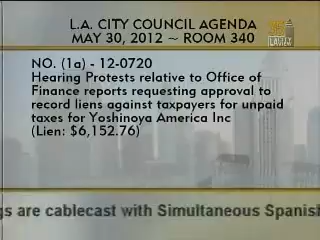 L.A. CITY COUNCIL AGENDA
MAY 30, 2012 ~ ROOM 340
NO. (1a) - 12-0720
Hearing Protests relative to Office of
Finance reports requesting approval to
record liens against taxpayers for unpaid
taxes for Yoshinoya America Inc
(Lien: $6,152.76)
gs are cablecast with Simultaneous Spanish